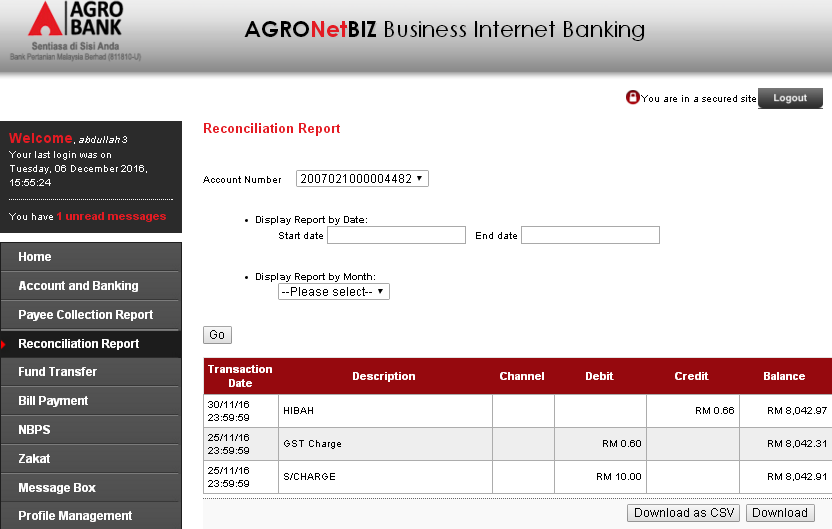 AGRO
BANK
Sentiasa di Sisi Anda
Bank Pertanian Malaysia Berhad (811810-U)
AGRONetBIZ Business Internet Banking
You are in a secured site
Logout
Welcome, abdullah3
Your last login was on
Tuesday, 06 December 2016,
15:55:24
You have 1 unread messages
Home
Account and Banking
Payee Collection Report
Reconciliation Report
Fund Transfer
Bill Payment
NBPS
Zakat
Message Box
Profile Management
Reconciliation Report
Account Number 2007021000004482
• Display Report by Date:
Start date End date
• Display Report by Month:
--Please select--
Go
Transaction Date Description Channel Debit Credit Balance
30/11/16 23:59:59 HIBAH RM 0.66 RM 8,042.97
25/11/16 23:59:59 GST Charge RM 0.60 RM 8,042.31
25/11/16 23:59:59 S/CHARGE RM 10.00 RM 8,042.91
Download as CSV Download